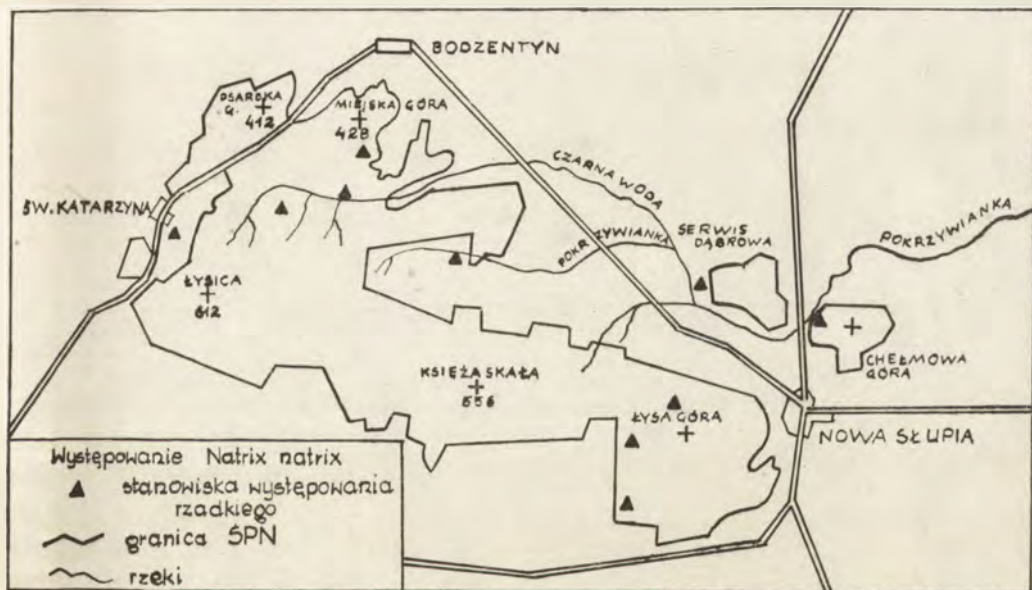 BODZENTYN
PSARSKA
G.
412
MIEJSKA GÓRA
428
CZARNA WODA
ŚW. KATARZYNA
SERWIS
DĄBROWA
POKRZYWIANKA
POKRZYWIANKA
ŁYSICA
612
CHEŁMOWA
GÓRA
KSIĘŻA SKAŁA
556
ŁYSA GÓRA
NOWA SŁUPIA
Występowanie Natrix natrix
stanowiska występowania
rzadkiego
granica ŚPN
rzeki